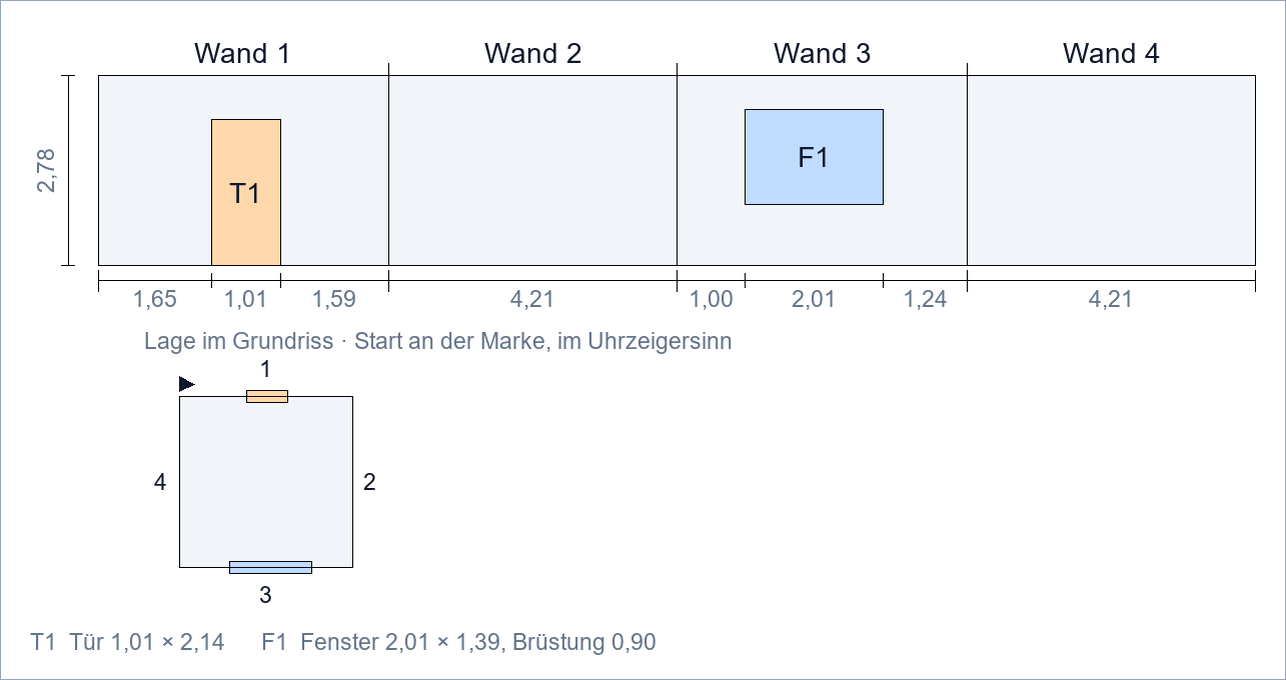 Wand 1 Wand 2 Wand 3 Wand 4
2,78
T1 F1
1,65 1,01 1,59 4,21 1,00 2,01 1,24 4,21
Lage im Grundriss · Start an der Marke, im Uhrzeigersinn
1
4 2
3
T1 Tür 1,01 × 2,14 F1 Fenster 2,01 × 1,39, Brüstung 0,90